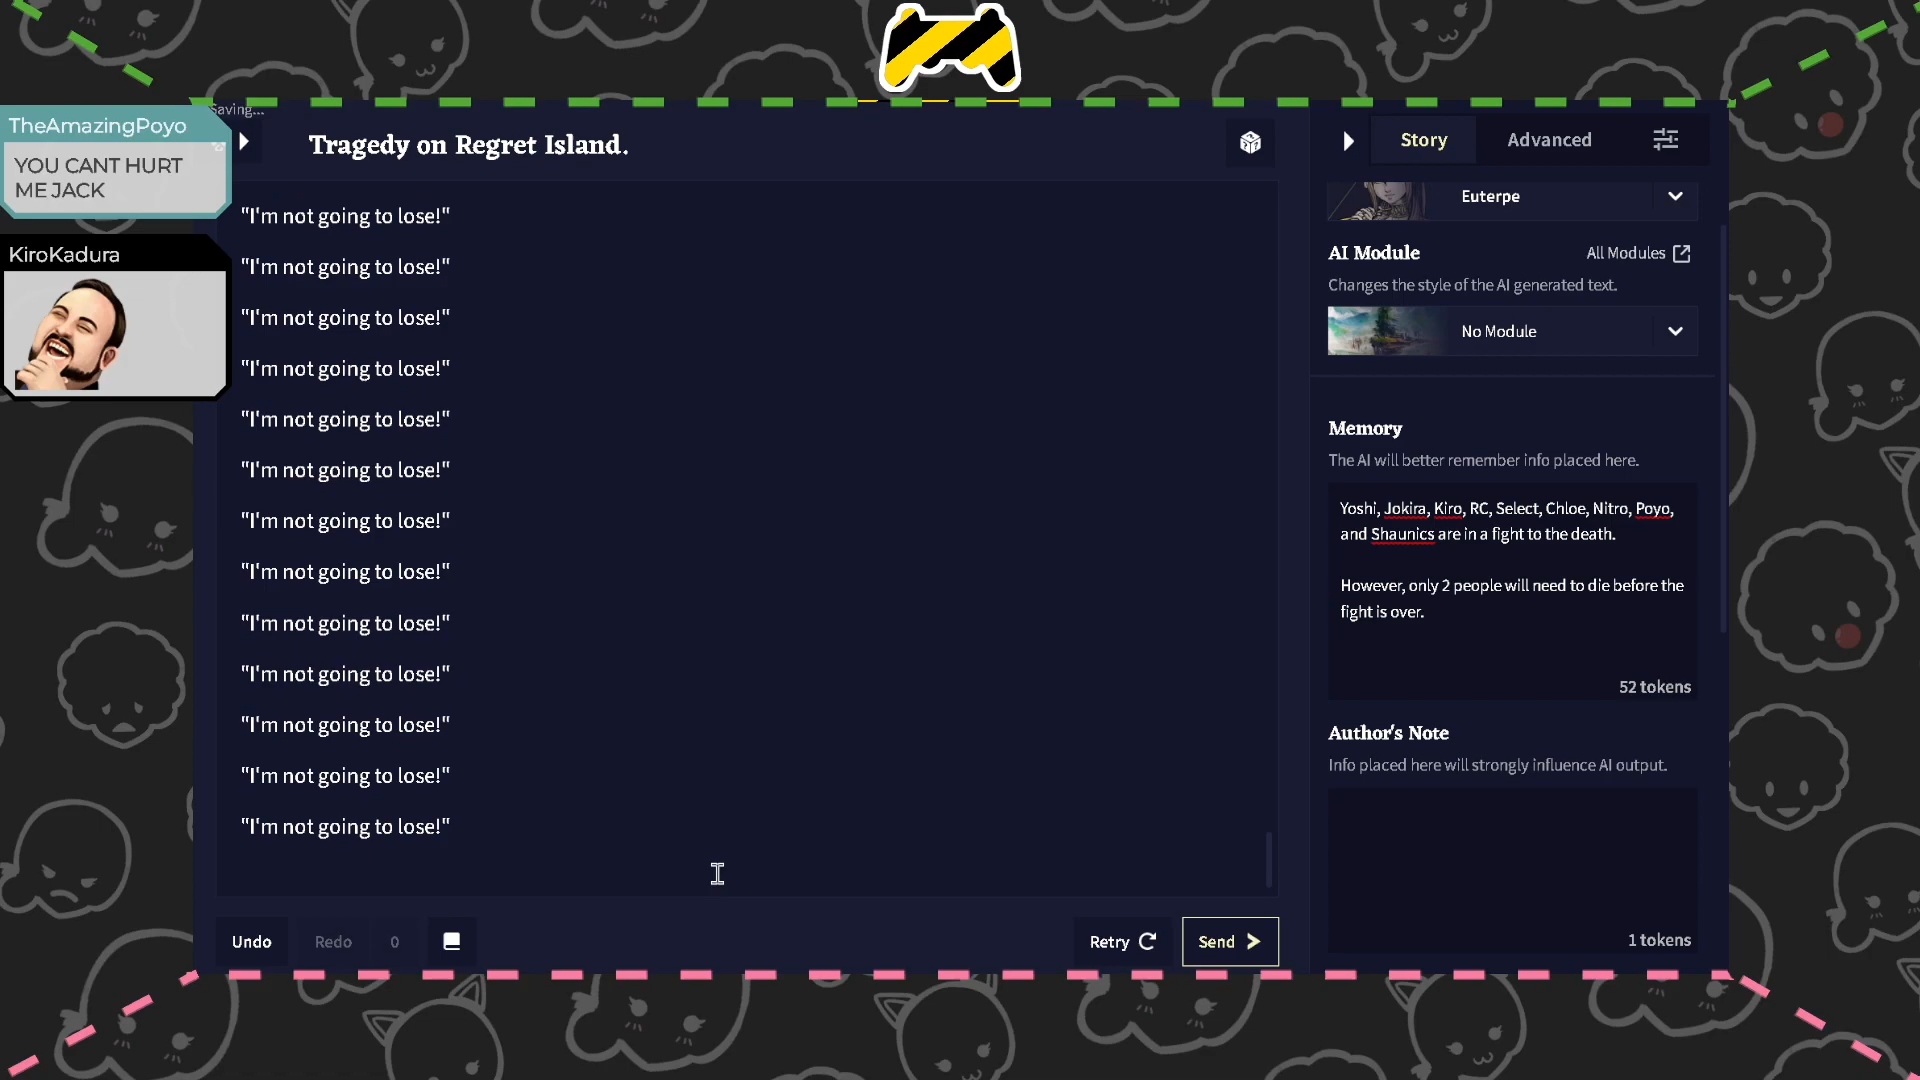 Saving...
TheAmazingPoyo
YOU CANT HURT
ME JACK
KiroKadura
Tragedy on Regret Island.
"I'm not going to lose!"
"I'm not going to lose!"
"I'm not going to lose!"
"I'm not going to lose!"
"I'm not going to lose!"
"I'm not going to lose!"
"I'm not going to lose!"
"I'm not going to lose!"
"I'm not going to lose!"
"I'm not going to lose!"
"I'm not going to lose!"
"I'm not going to lose!"
"I'm not going to lose!"
Undo
Redo
0
Retry
Send
Story
Advanced
Euterpe
AI Module
All Modules
Changes the style of the AI generated text.
No Module
Memory
The AI will better remember info placed here.
Yoshi, Jokira, Kiro, RC, Select, Chloe, Nitro, Poyo,
and Shaunics are in a fight to the death.
However, only 2 people will need to die before the
fight is over.
52 tokens
Author's Note
Info placed here will strongly influence AI output.
1 tokens